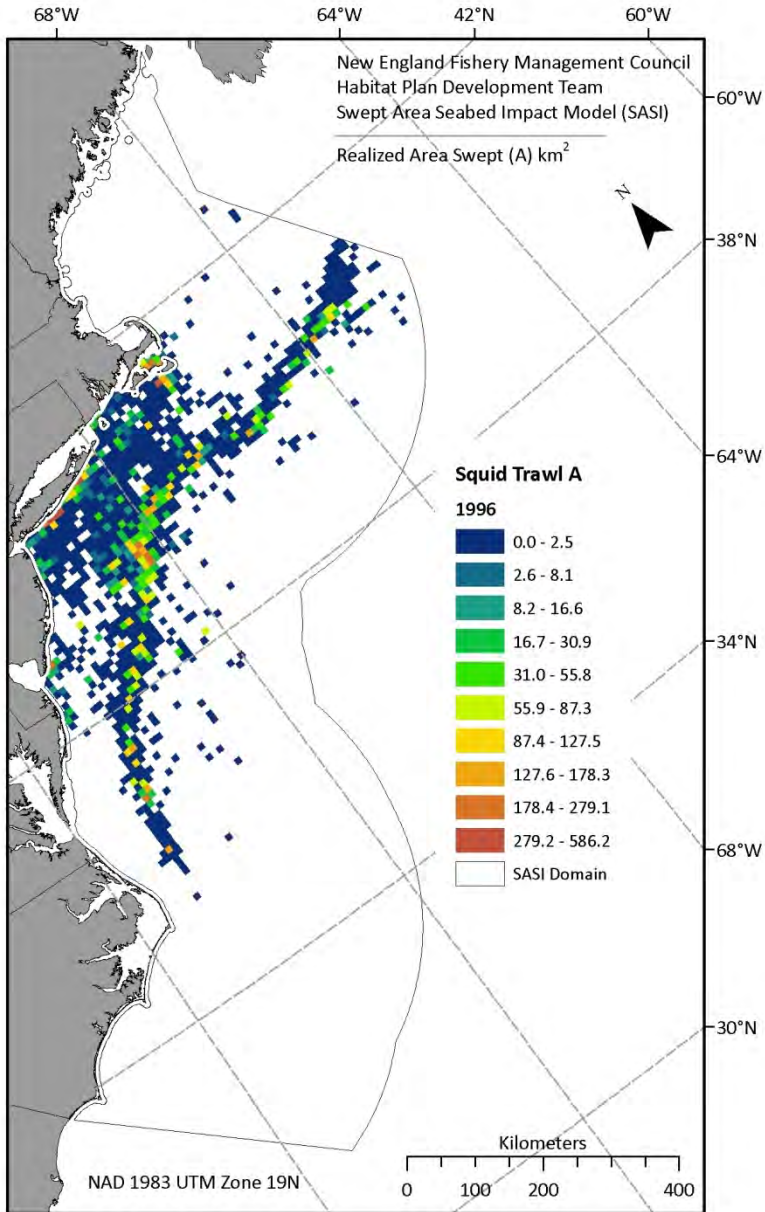 68°W 64°W 42°N 60°W
New England Fishery Management Council
Habitat Plan Development Team
Swept Area Seabed Impact Model (SASI)
Realized Area Swept (A) km²
60°W
N
38°N
64°W
Squid Trawl A
1996
0.0 - 2.5
2.6 - 8.1
8.2 - 16.6
16.7 - 30.9
31.0 - 55.8
55.9 - 87.3
87.4 - 127.5
127.6 - 178.3
178.4 - 279.1
279.2 - 586.2
SASI Domain
34°N
68°W
30°N
Kilometers
0 100 200 300 400
NAD 1983 UTM Zone 19N